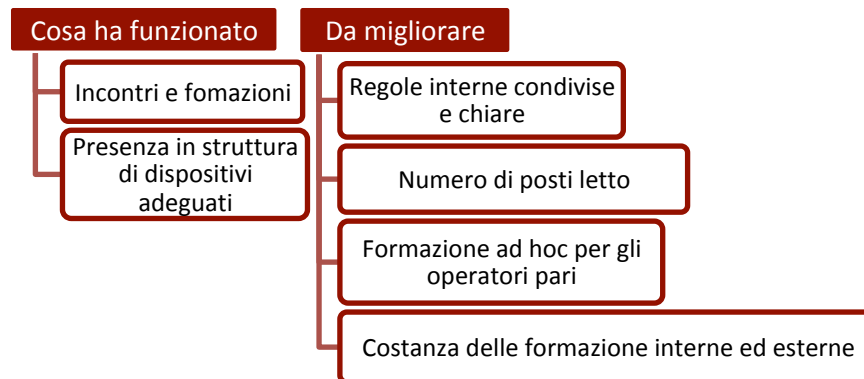 Cosa ha funzionato
Incontri e fomazioni
Presenza in struttura
di dispositivi
adeguati
Da migliorare
Regole interne condivise
e chiare
Numero di posti letto
Formazione ad hoc per gli
operatori pari
Costanza delle formazione interne ed esterne